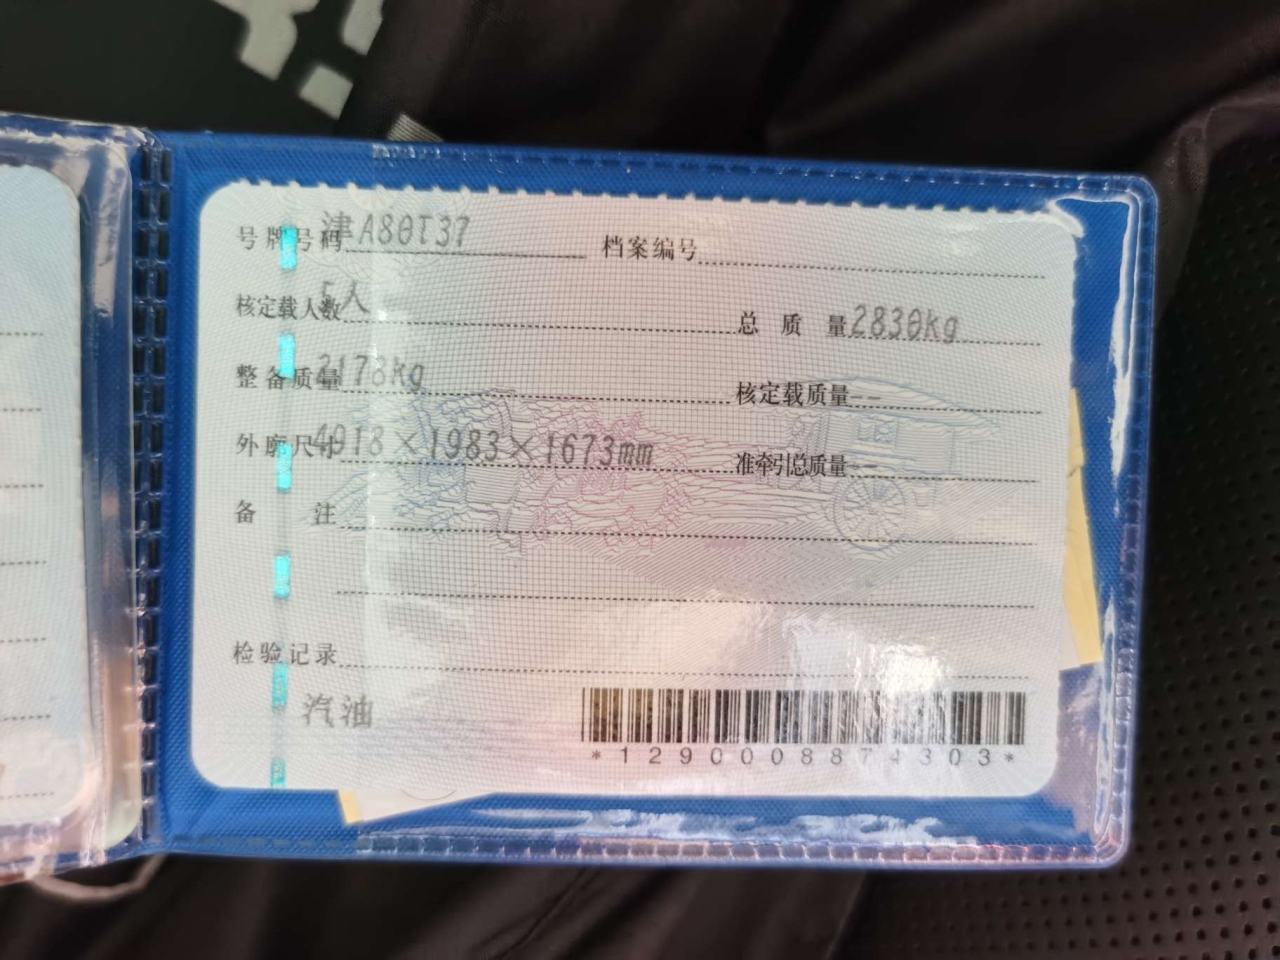 号牌号码 津A80T37 档案编号
核定载人数 5人 总质量 2830kg
整备质量 2178kg 核定载质量 --
外廓尺寸 4918×1983×1673mm 准牵引总质量 --
备注
检验记录
汽油
*1290008874303*